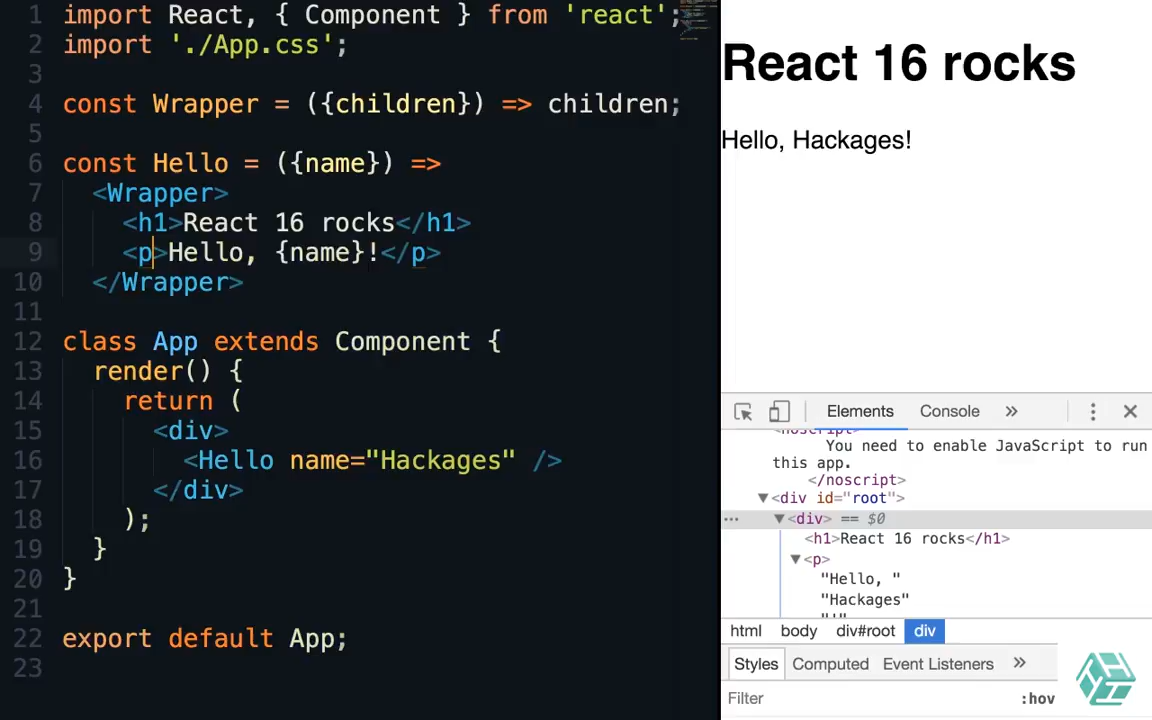 1 import React, { Component } from 'react';
2 import './App.css';
3
4 const Wrapper = ({children}) => children;
5
6 const Hello = ({name}) =>
7 <Wrapper>
8 <h1>React 16 rocks</h1>
9 <p>Hello, {name}!</p>
10 </Wrapper>
11
12 class App extends Component {
13 render() {
14 return (
15 <div>
16 <Hello name="Hackages" />
17 </div>
18 );
19 }
20 }
21
22 export default App;
23
React 16 rocks
Hello, Hackages!
Elements Console »
<noscript>
You need to enable JavaScript to run
this app.
</noscript>
▼<div id="root">
... ▼<div> == $0
<h1>React 16 rocks</h1>
▼<p>
"Hello, "
"Hackages"
"!"
html body div#root div
Styles Computed Event Listeners »
Filter :hov